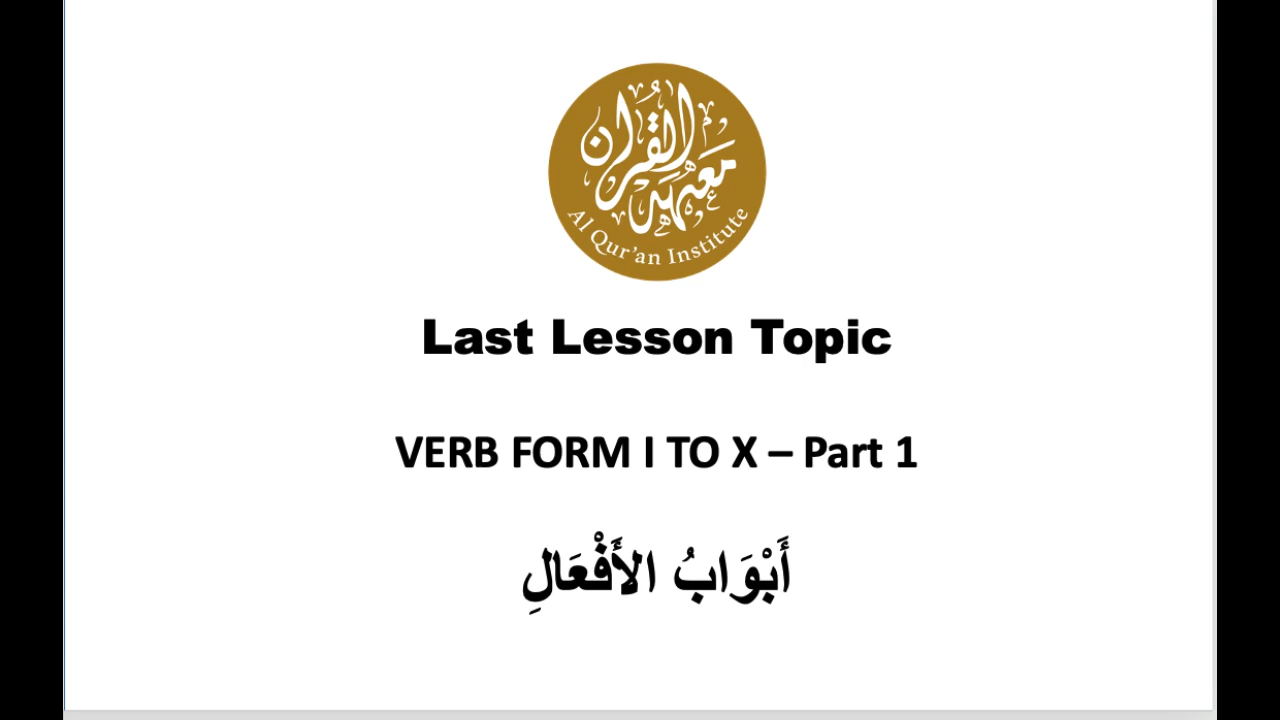 معهد القرآن
Al Qur'an Institute
Last Lesson Topic
VERB FORM I TO X – Part 1
أَبْوَابُ الأَفْعَالِ